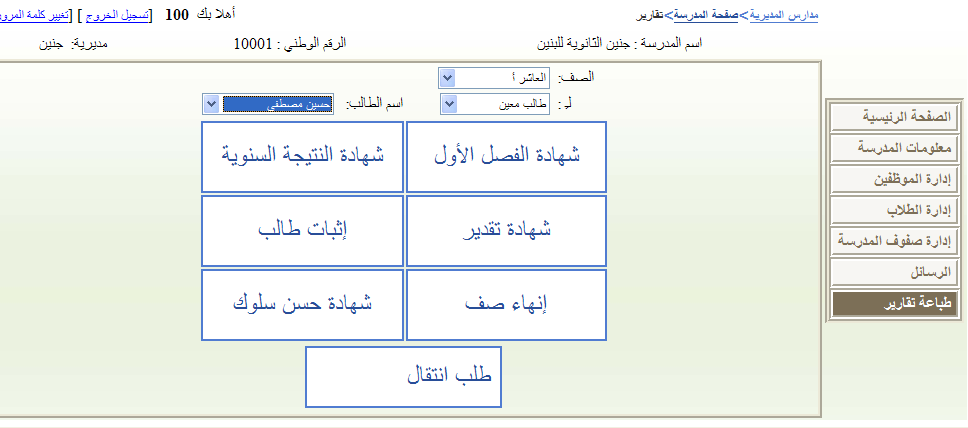 مدارس المديرية>صفحة المدرسة>تقارير
أهلا بك 100 [تسجيل الخروج ] [تغيير كلمة المرور
اسم المدرسة : جنين الثانوية للبنين
الرقم الوطني : 10001
مديرية: جنين
الصف: العاشر أ
لـ: طالب معين
اسم الطالب: حسين مصطفى
شهادة الفصل الأول
شهادة النتيجة السنوية
شهادة تقدير
إثبات طالب
إنهاء صف
شهادة حسن سلوك
طلب انتقال
الصفحة الرئيسية
معلومات المدرسة
إدارة الموظفين
إدارة الطلاب
إدارة صفوف المدرسة
الرسائل
طباعة تقارير